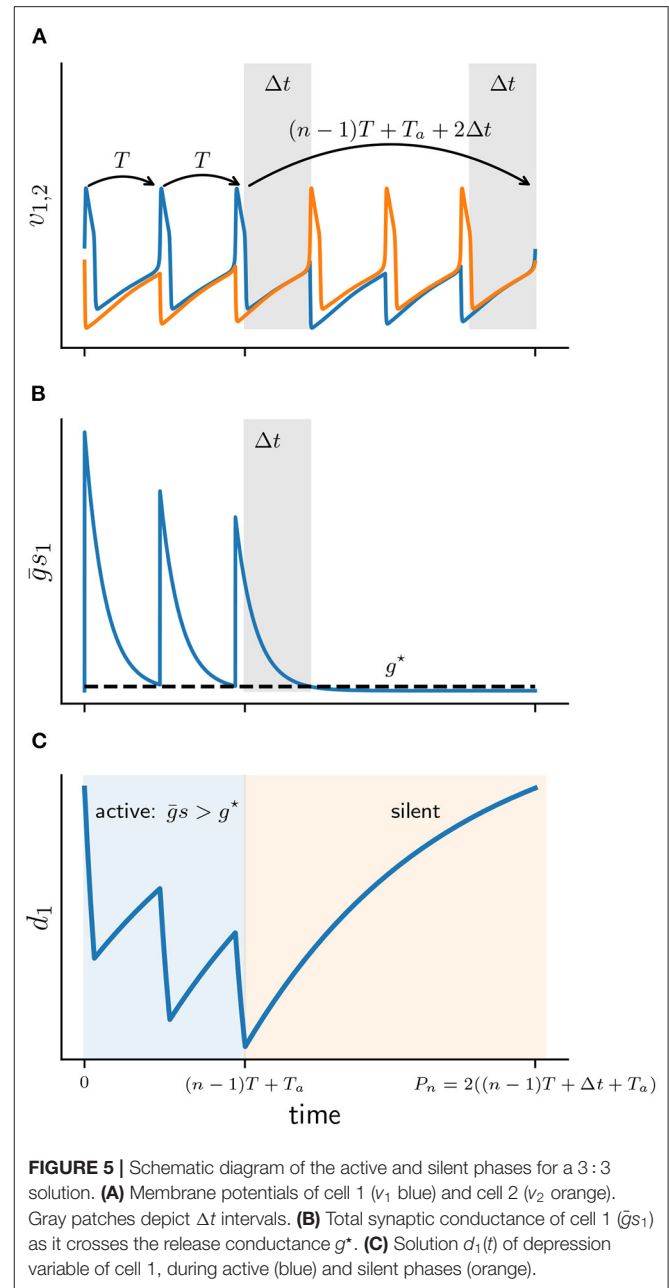 A
Δt
Δt
(n − 1)T + T_a + 2Δt
T
T
v_{1,2}
B
Δt
ḡs_1
g⋆
C
active: ḡs > g⋆
silent
d_1
0
(n − 1)T + T_a
P_n = 2((n − 1)T + Δt + T_a)
time
FIGURE 5 | Schematic diagram of the active and silent phases for a 3 : 3
solution. (A) Membrane potentials of cell 1 (v_1 blue) and cell 2 (v_2 orange).
Gray patches depict Δt intervals. (B) Total synaptic conductance of cell 1 (ḡs_1)
as it crosses the release conductance g⋆. (C) Solution d_1(t) of depression
variable of cell 1, during active (blue) and silent phases (orange).